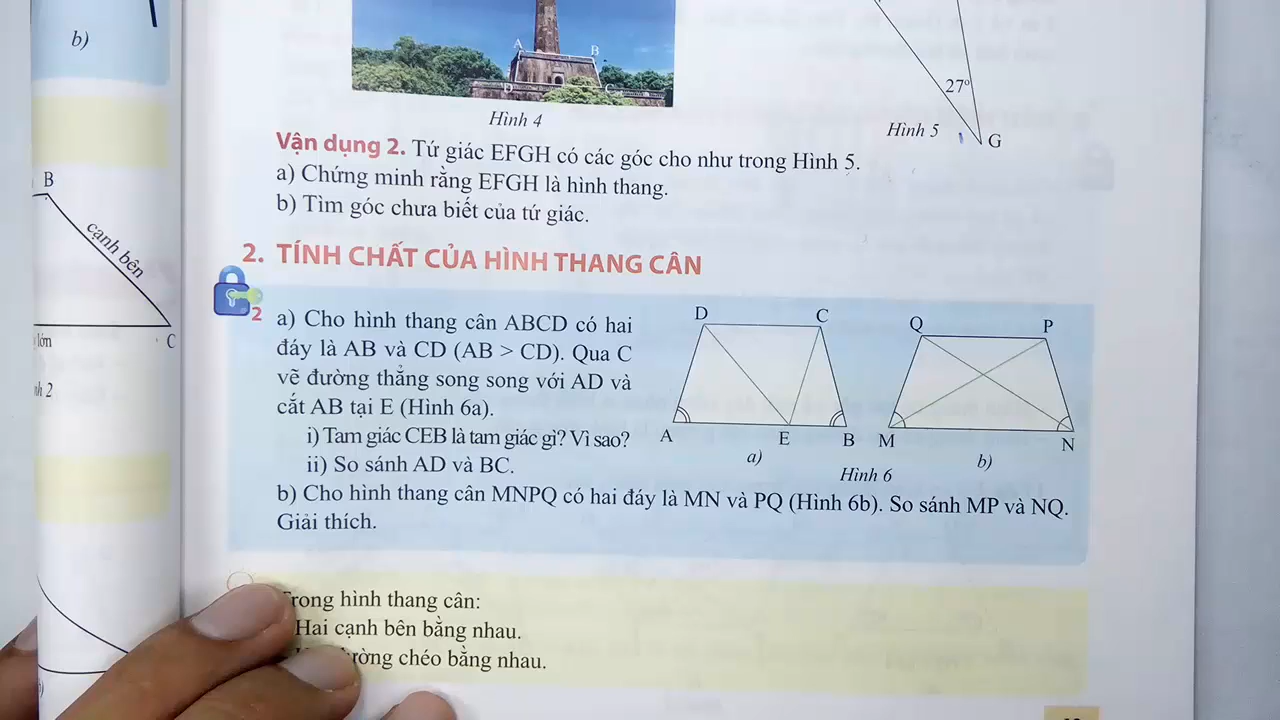 b)
A
B
D
C
Hình 4
27°
Hình 5
G
Vận dụng 2. Tứ giác EFGH có các góc cho như trong Hình 5.
a) Chứng minh rằng EFGH là hình thang.
b) Tìm góc chưa biết của tứ giác.
B
cạnh bên
lớn
C
2
2. TÍNH CHẤT CỦA HÌNH THANG CÂN
2
a) Cho hình thang cân ABCD có hai
đáy là AB và CD (AB > CD). Qua C
vẽ đường thẳng song song với AD và
cắt AB tại E (Hình 6a).
i) Tam giác CEB là tam giác gì? Vì sao?
ii) So sánh AD và BC.
D
C
A
E
B
a)
Q
P
M
N
b)
Hình 6
b) Cho hình thang cân MNPQ có hai đáy là MN và PQ (Hình 6b). So sánh MP và NQ.
Giải thích.
rong hình thang cân:
Hai cạnh bên bằng nhau.
chéo bằng nhau.